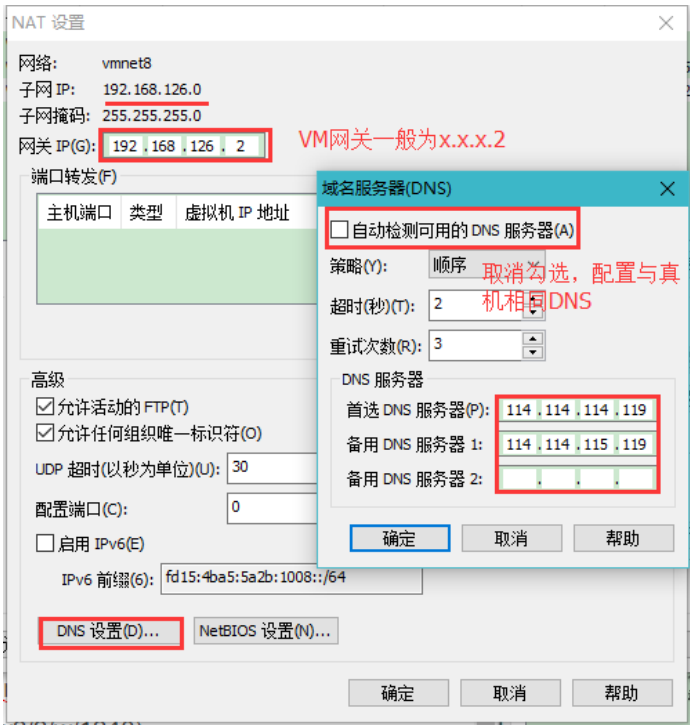 NAT 设置
网络: vmnet8
子网 IP: 192.168.126.0
子网掩码: 255.255.255.0
网关 IP(G): 192 . 168 . 126 . 2
VM网关一般为x.x.x.2
端口转发(F)
主机端口 类型 虚拟机 IP 地址
高级
允许活动的 FTP(T)
允许任何组织唯一标识符(O)
UDP 超时(以秒为单位)(U): 30
配置端口(C): 0
启用 IPv6(E)
IPv6 前缀(6): fd15:4ba5:5a2b:1008::/64
DNS 设置(D)... NetBIOS 设置(N)...
确定 取消 帮助
域名服务器(DNS)
自动检测可用的 DNS 服务器(A)
策略(Y): 顺序
取消勾选，配置与真
机相同DNS
超时(秒)(T): 2
重试次数(R): 3
DNS 服务器
首选 DNS 服务器(P): 114 . 114 . 114 . 119
备用 DNS 服务器 1: 114 . 114 . 115 . 119
备用 DNS 服务器 2: . . .
确定 取消 帮助